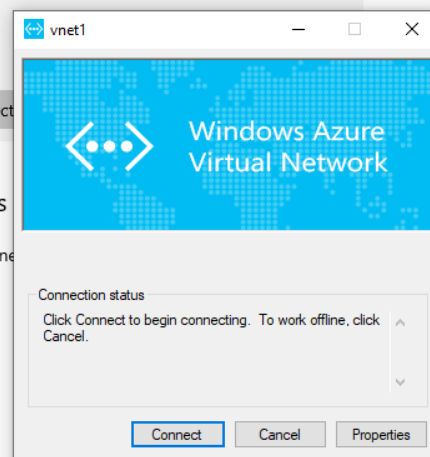 vnet1
Windows Azure
Virtual Network
Connection status
Click Connect to begin connecting.  To work offline, click
Cancel.
Connect
Cancel
Properties